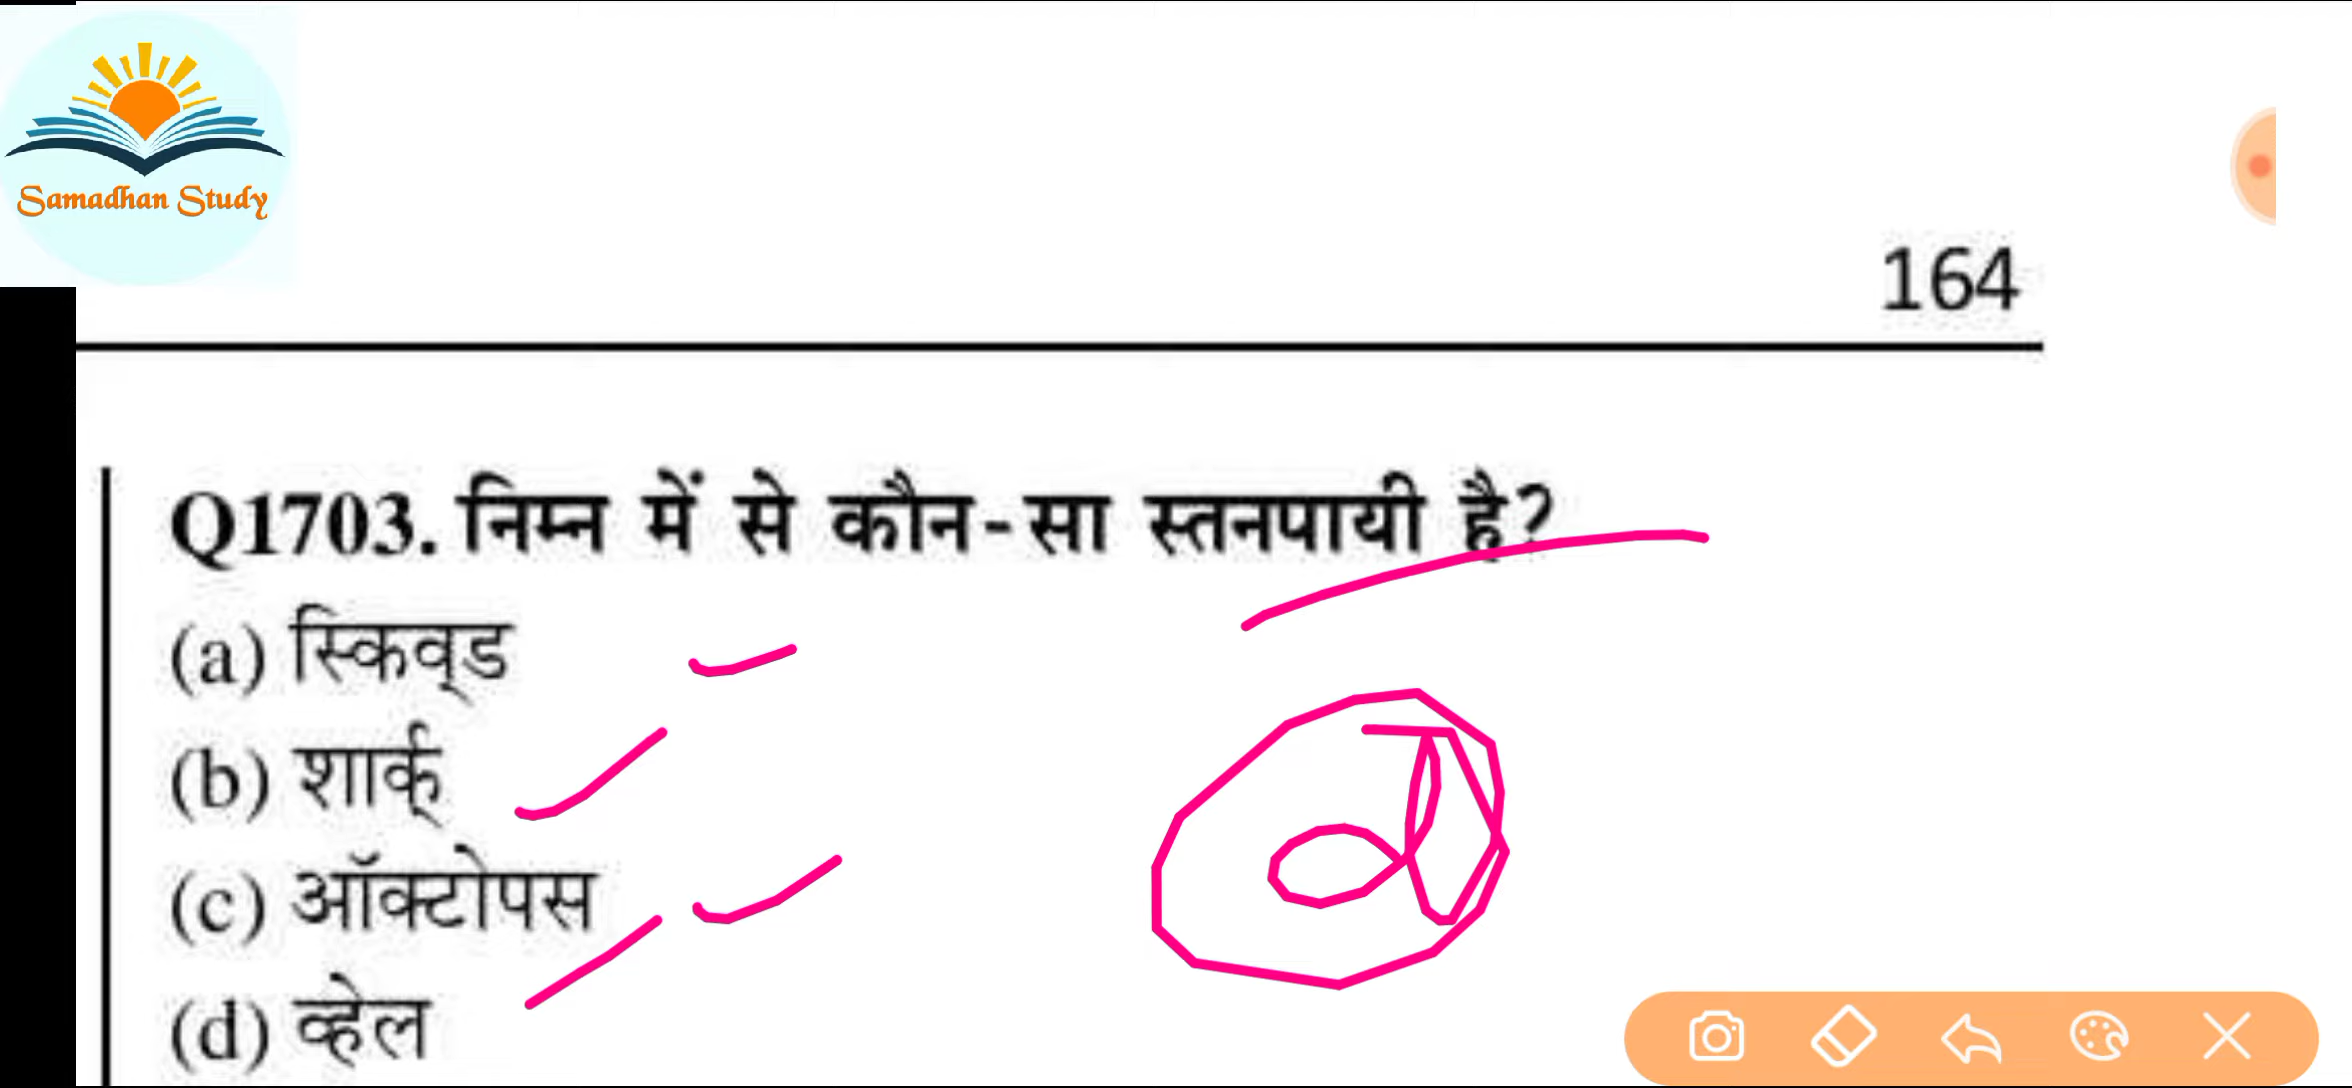 Samadhan Study
164
Q1703. निम्न में से कौन-सा स्तनपायी है?
(a) स्किव्ड
(b) शार्क्
(c) ऑक्टोपस
(d) व्हेल
d